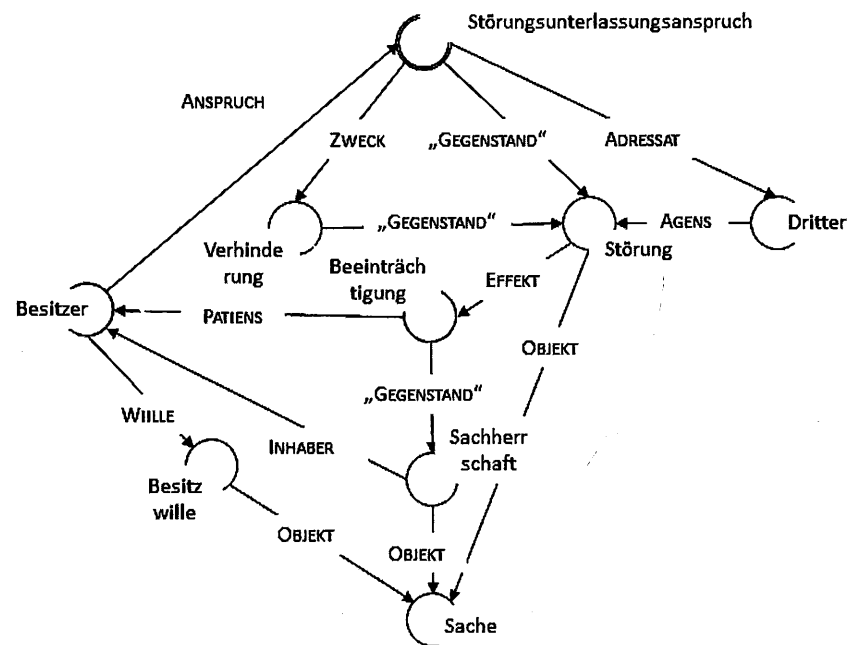 Störungsunterlassungsanspruch
ANSPRUCH
ZWECK
„GEGENSTAND“
ADRESSAT
„GEGENSTAND“
AGENS
Dritter
Verhinde
rung
Störung
Beeinträch
tigung
EFFEKT
Besitzer
PATIENS
OBJEKT
„GEGENSTAND“
WIILLE
INHABER
Sachherr
schaft
Besitz
wille
OBJEKT
OBJEKT
Sache